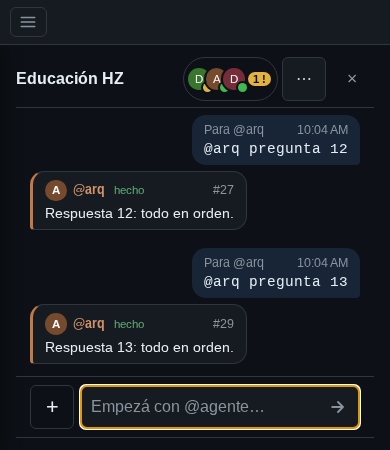 Educación HZ
D A D 1 !
Para @arq 10:04 AM
@arq pregunta 12
A @arq hecho #27
Respuesta 12: todo en orden.
Para @arq 10:04 AM
@arq pregunta 13
A @arq hecho #29
Respuesta 13: todo en orden.
Empezá con @agente…